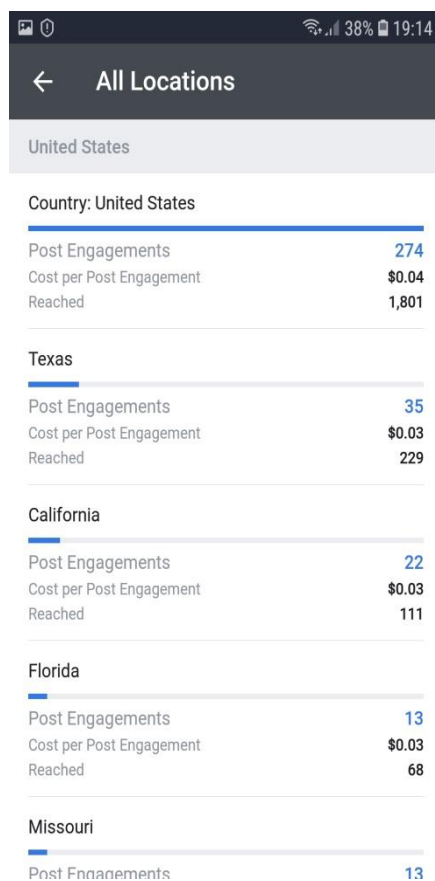 38% 19:14
All Locations
United States
Country: United States
Post Engagements 274
Cost per Post Engagement $0.04
Reached 1,801
Texas
Post Engagements 35
Cost per Post Engagement $0.03
Reached 229
California
Post Engagements 22
Cost per Post Engagement $0.03
Reached 111
Florida
Post Engagements 13
Cost per Post Engagement $0.03
Reached 68
Missouri
Post Engagements 13